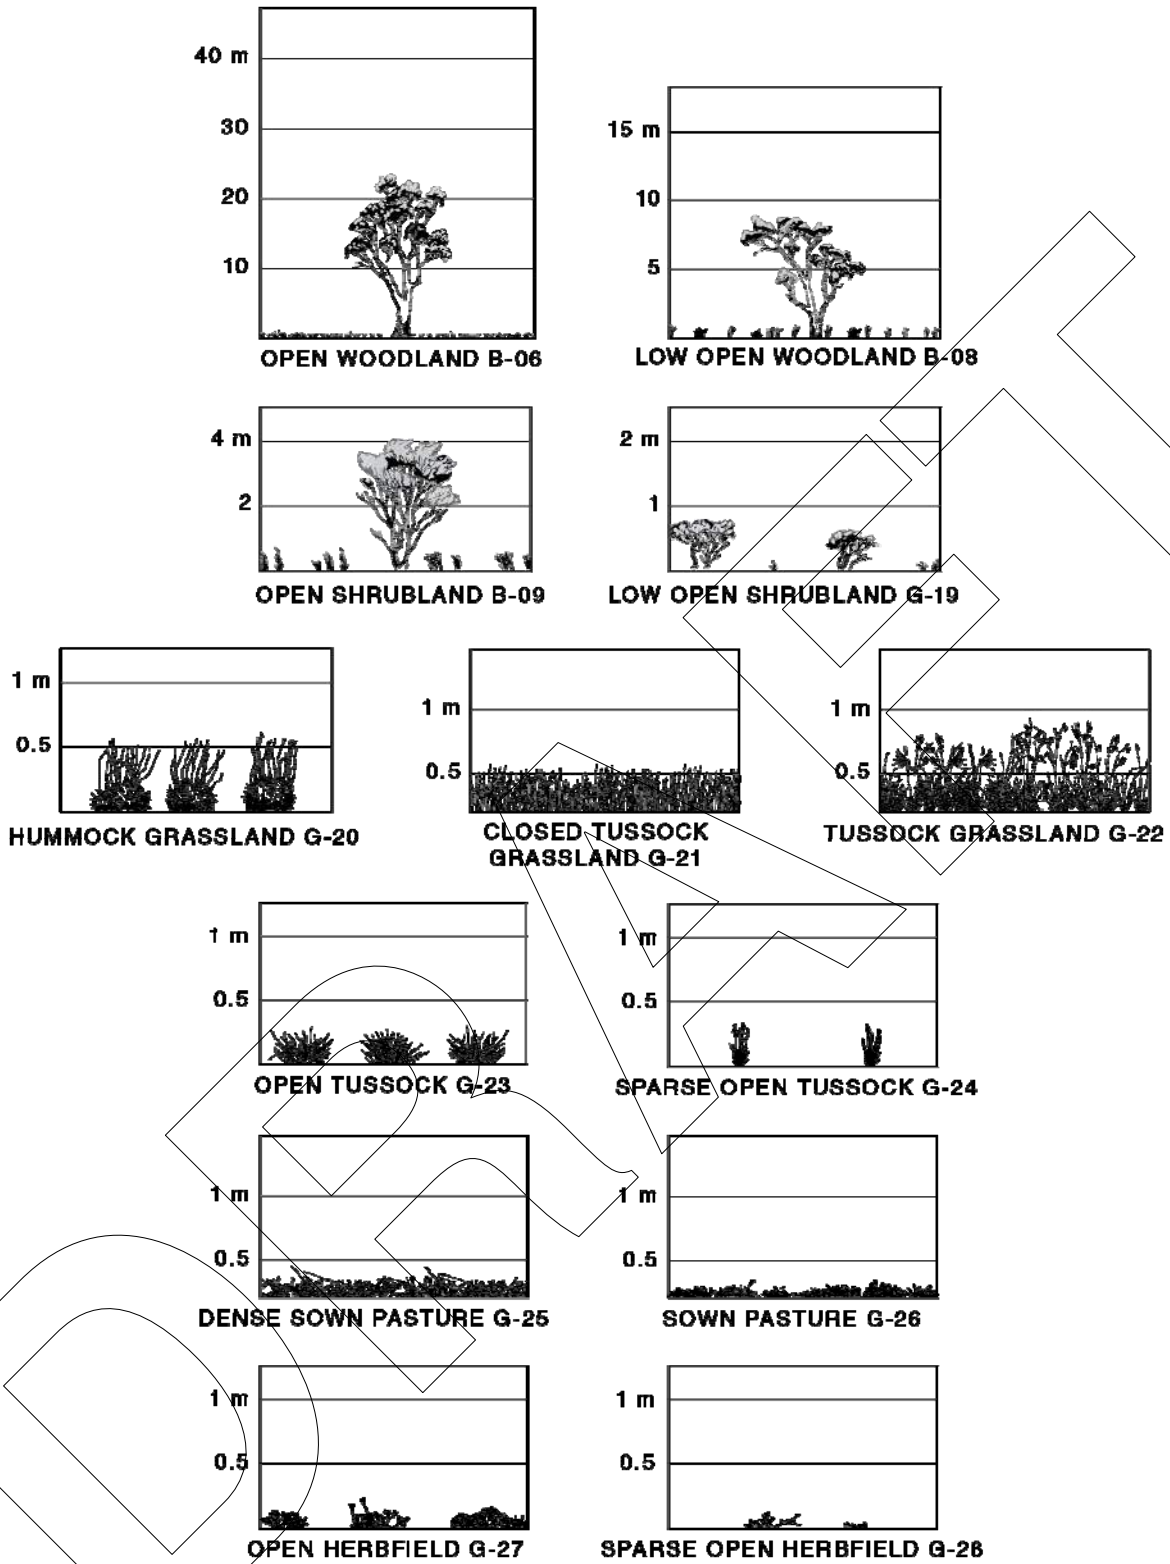 40 m
30
20
10
OPEN WOODLAND B-06
15 m
10
5
LOW OPEN WOODLAND B-08
4 m
2
OPEN SHRUBLAND B-09
2 m
1
LOW OPEN SHRUBLAND G-19
1 m
0.5
HUMMOCK GRASSLAND G-20
1 m
0.5
CLOSED TUSSOCK
GRASSLAND G-21
1 m
0.5
TUSSOCK GRASSLAND G-22
1 m
0.5
OPEN TUSSOCK G-23
1 m
0.5
SPARSE OPEN TUSSOCK G-24
1 m
0.5
DENSE SOWN PASTURE G-25
1 m
0.5
SOWN PASTURE G-26
1 m
0.5
OPEN HERBFIELD G-27
1 m
0.5
SPARSE OPEN HERBFIELD G-28
DRAFT